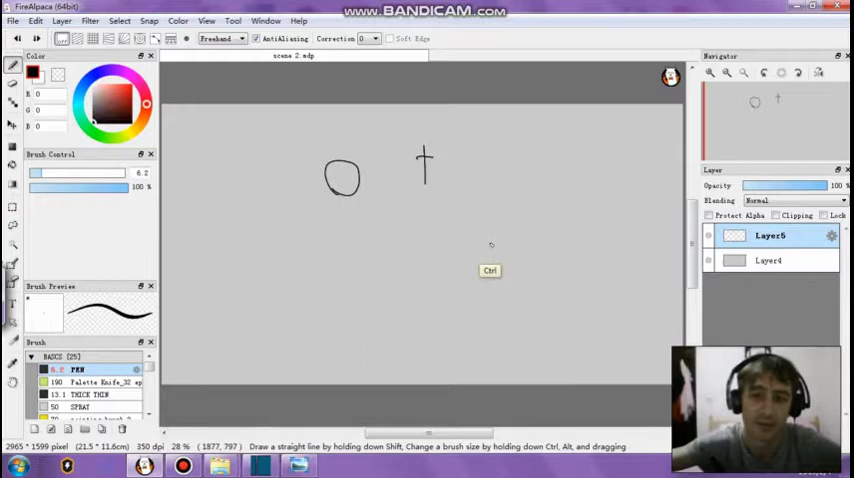 FireAlpaca (64bit)
WWW.BANDICAM.COM
File Edit Layer Filters Select Snap Color View Tool Window Help
OFF Freehand AntiAliasing Correction 0 Soft Edge
Color
scene 2.mdp
Navigator
R 0
G 0
B 0
Brush Control
6.2
100 %
Layer
Opacity 100 %
Blending Normal
Protect Alpha Clipping Lock
Layer5
Layer4
Ctrl
Brush Preview
T
Brush
BASCS [25]
6.2 PEN
190 Palette Knife_32 ep
13.1 THICK THIN
50 SPRAY
2965 * 1599 pixel (21.5 * 11.6cm) 350 dpi 28 % (1877, 797) Draw a straight line by holding down Shift, Change a brush size by holding down Ctrl, Alt, and dragging